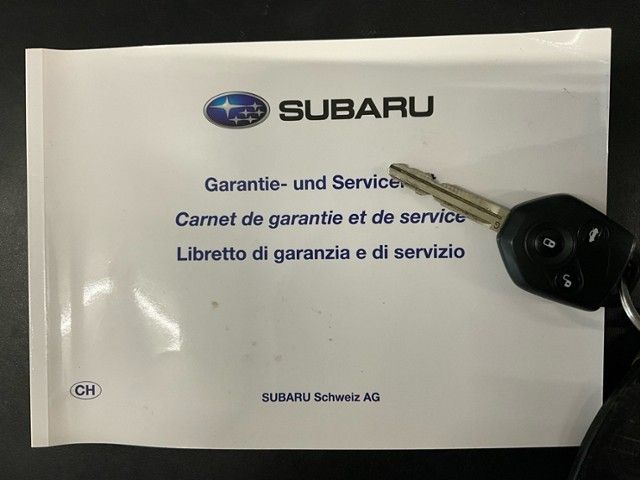 SUBARU
Garantie- und
Carnet de garantie et de service
Libretto di garanzia e di servizio
CH
SUBARU Schweiz AG